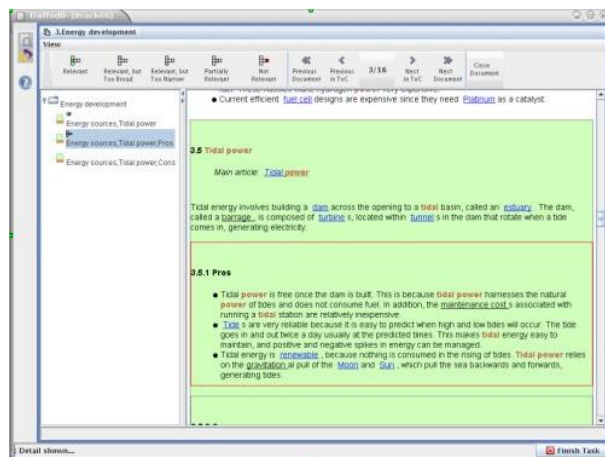 Daffodil-
3.Energy development
View
Relevant
Relevant, but Too Broad
Relevant, but Too Narrow
Partially Relevant
Not Relevant
Previous Document
Previous in ToC
3/16
Next in ToC
Next Document
Close Document
Energy development
Energy sources,Tidal power
Energy sources,Tidal power,Pros
Energy sources,Tidal power,Cons
Current efficient fuel cell designs are expensive since they need Platinum as a catalyst.
3.5 Tidal power
Main article: Tidal power
Tidal energy involves building a dam across the opening to a tidal basin, called an estuary . The dam,
called a barrage , is composed of turbine s, located within tunnel s in the dam that rotate when a tide
comes in, generating electricity.
3.5.1 Pros
Tidal power is free once the dam is built. This is because tidal power harnesses the natural
power of tides and does not consume fuel. In addition, the maintenance cost s associated with
running a tidal station are relatively inexpensive.
Tide s are very reliable because it is easy to predict when high and low tides will occur. The tide
goes in and out twice a day usually at the predicted times. This makes tidal energy easy to
maintain, and positive and negative spikes in energy can be managed.
Tidal energy is renewable , because nothing is consumed in the rising of tides. Tidal power relies
on the gravitation al pull of the Moon and Sun , which pull the sea backwards and forwards,
generating tides.
Detail shown...
Finish Task